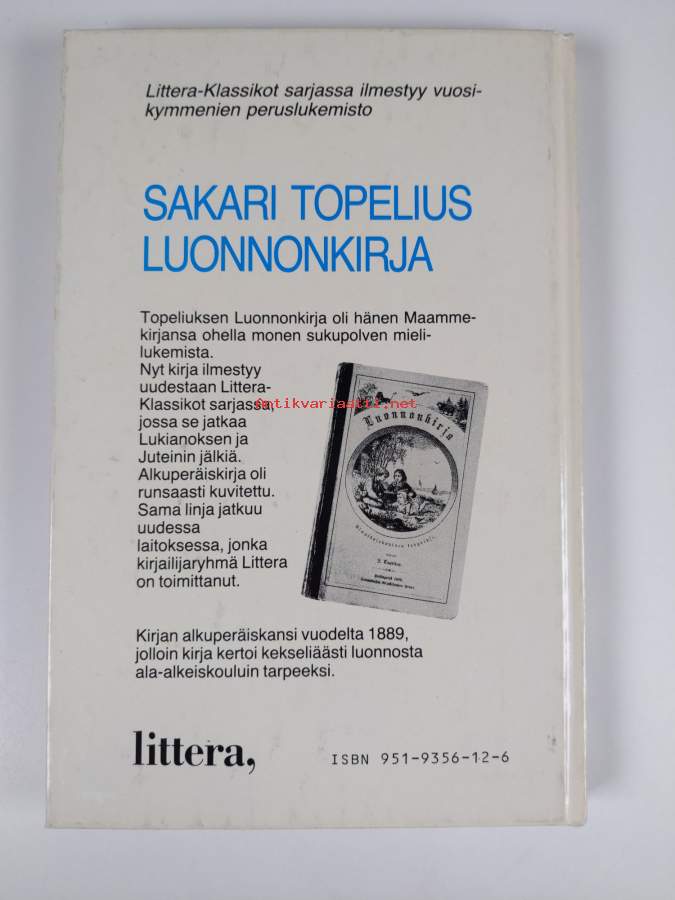 Littera-Klassikot sarjassa ilmestyy vuosi-
kymmenien peruslukemisto
SAKARI TOPELIUS
LUONNONKIRJA
Topeliuksen Luonnonkirja oli hänen Maamme-
kirjansa ohella monen sukupolven mieli-
lukemista.
Nyt kirja ilmestyy
uudestaan Littera-
Klassikot sarjassa,
jossa se jatkaa
Lukianoksen ja
Juteinin jälkiä.
Alkuperäiskirja oli
runsaasti kuvitettu.
Sama linja jatkuu
uudessa
laitoksessa, jonka
kirjailijaryhmä Littera
on toimittanut.
antikvariaatti.net
Luonnonkirja
Kirjan alkuperäiskansi vuodelta 1889,
jolloin kirja kertoi kekseliäästi luonnosta
ala-alkeiskouluin tarpeeksi.
littera,
ISBN 951-9356-12-6